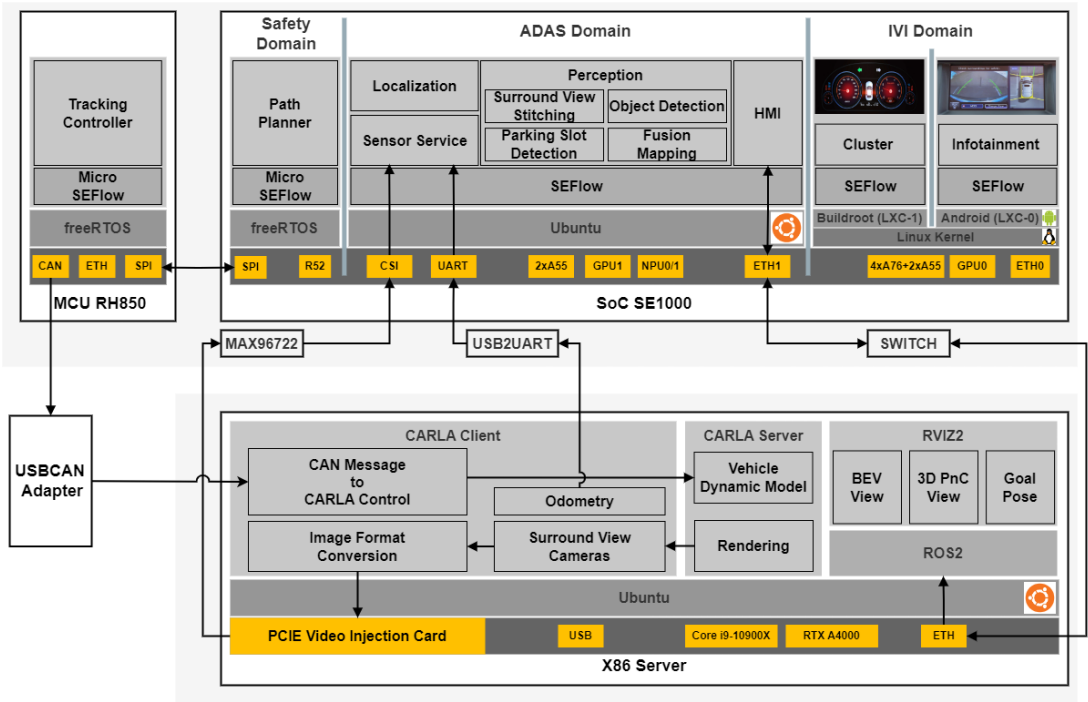 Safety
Domain
ADAS Domain
IVI Domain
Tracking
Controller
Path
Planner
Localization
Sensor Service
Perception
Surround View
Stitching
Object Detection
Parking Slot
Detection
Fusion
Mapping
HMI
Cluster
Infotainment
Micro
SEFlow
Micro
SEFlow
SEFlow
SEFlow
SEFlow
freeRTOS
freeRTOS
Ubuntu
Buildroot (LXC-1)
Android (LXC-0)
Linux Kernel
CAN
ETH
SPI
SPI
R52
CSI
UART
2xA55
GPU1
NPU0/1
ETH1
4xA76+2xA55
GPU0
ETH0
MCU RH850
SoC SE1000
MAX96722
USB2UART
SWITCH
USBCAN
Adapter
CARLA Client
CARLA Server
RVIZ2
CAN Message
to
CARLA Control
Odometry
Vehicle
Dynamic Model
BEV
View
3D PnC
View
Goal
Pose
Image Format
Conversion
Surround View
Cameras
Rendering
ROS2
Ubuntu
PCIE Video Injection Card
USB
Core i9-10900X
RTX A4000
ETH
X86 Server